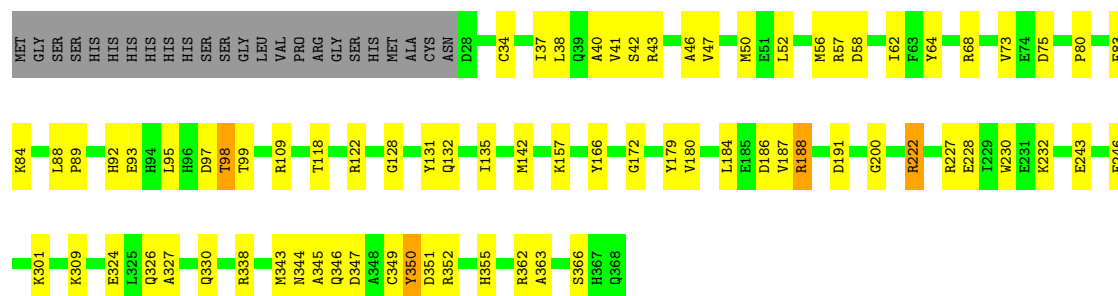 MET GLY SER SER HIS HIS HIS HIS HIS HIS SER SER GLY LEU VAL PRO ARG GLY SER HIS MET ALA CYS ASN D28 C34 I37 L38 Q39 A40 V41 S42 R43 A46 V47 M50 E51 L52 M56 R57 D58 I62 F63 Y64 R68 V73 E74 D75 P80
K84 L88 P89 H92 E93 H94 L95 H96 D97 T98 T99 R109 T118 R122 G128 Y131 Q132 I135 M142 K157 Y166 G172 Y179 V180 L184 E185 D186 V187 R188 D191 G200 R222 R227 E228 I229 W230 E231 K232 E243
K301 K309 E324 L325 Q326 A327 Q330 R338 M343 N344 A345 Q346 D347 A348 C349 Y350 D351 R352 H355 R362 A363 S366 H367 Q368